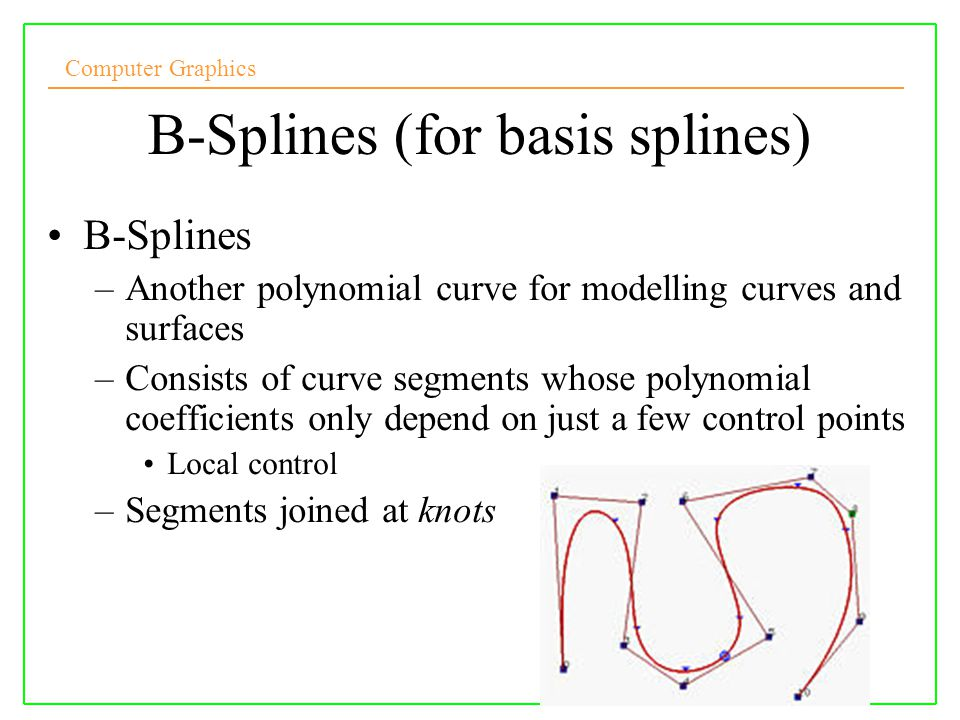 Computer Graphics
B-Splines (for basis splines)
• B-Splines
– Another polynomial curve for modelling curves and
surfaces
– Consists of curve segments whose polynomial
coefficients only depend on just a few control points
• Local control
– Segments joined at knots